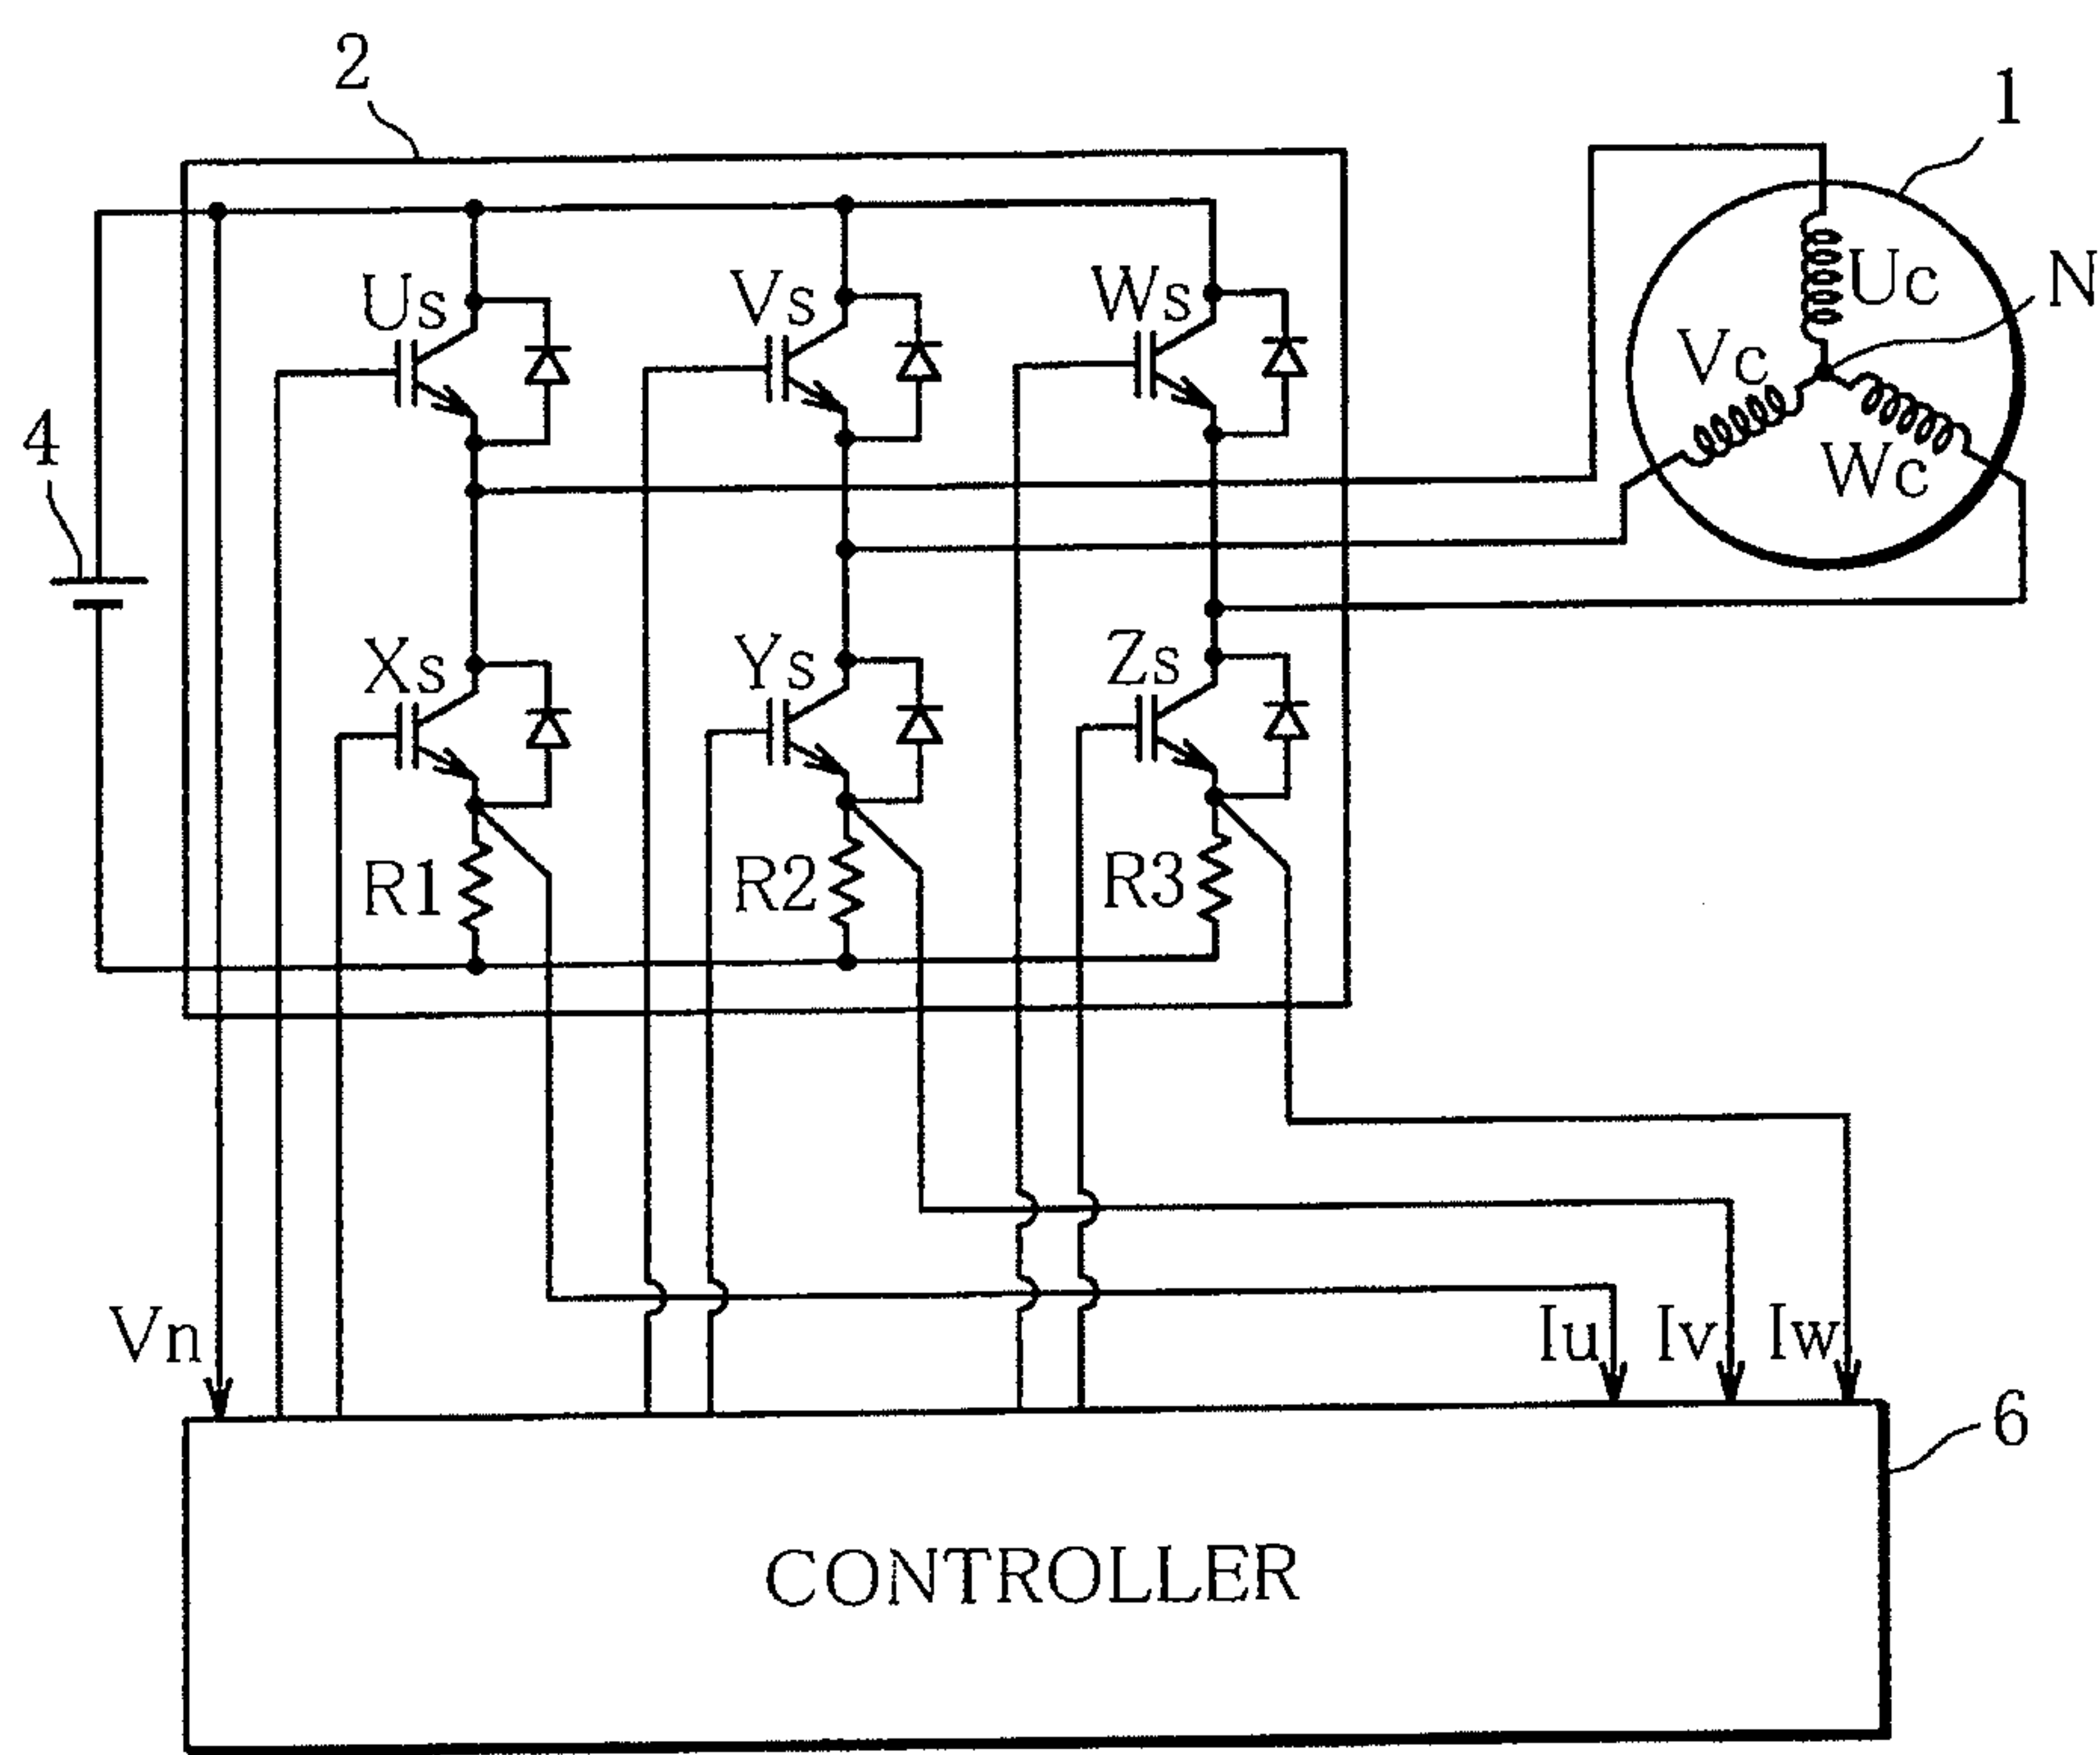 2
1
Us
Vs
Ws
Uc
N
Vc
Wc
4
Xs
Ys
Zs
R1
R2
R3
Vn
Iu
Iv
Iw
6
CONTROLLER